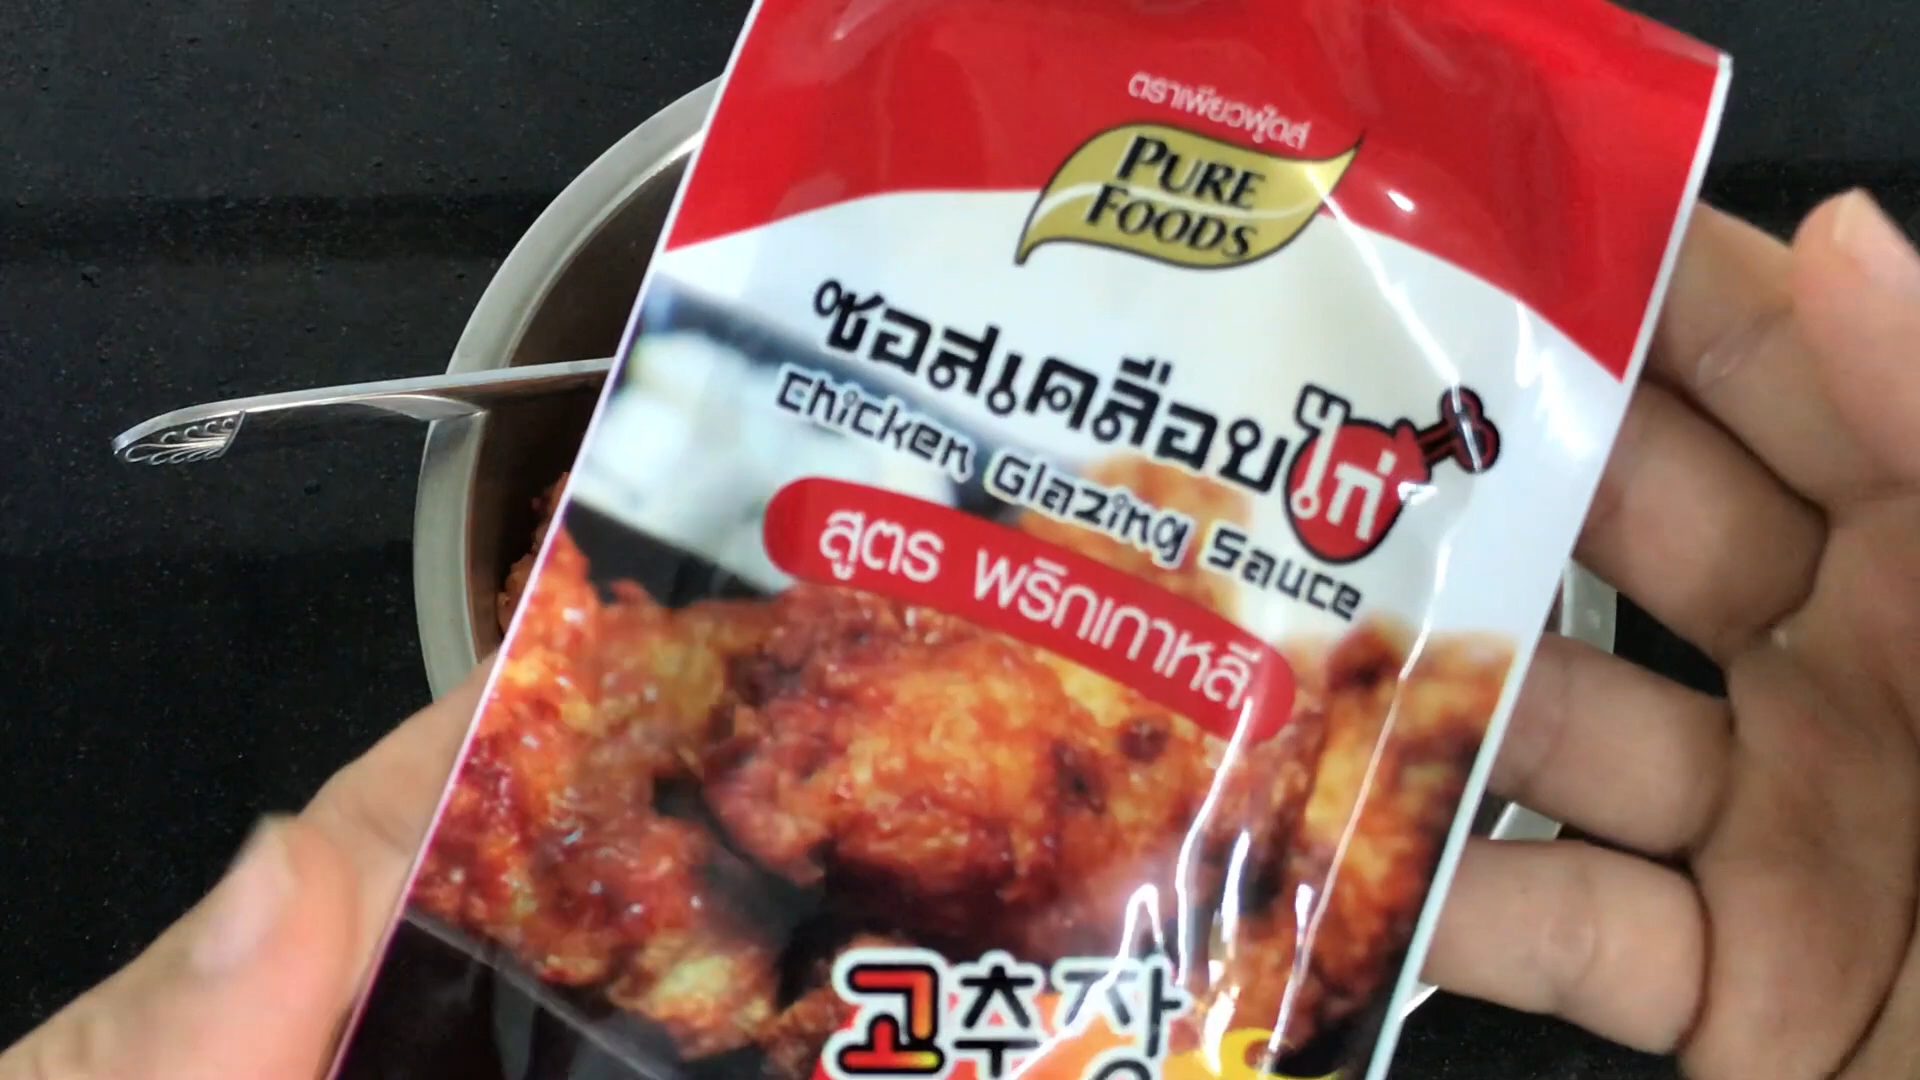 ตราเพียวฟู้ดส์
PURE
FOODS
ซอสเคลือบไก่
Chicken Glazing Sauce
สูตร พริกเกาหลี
고추장